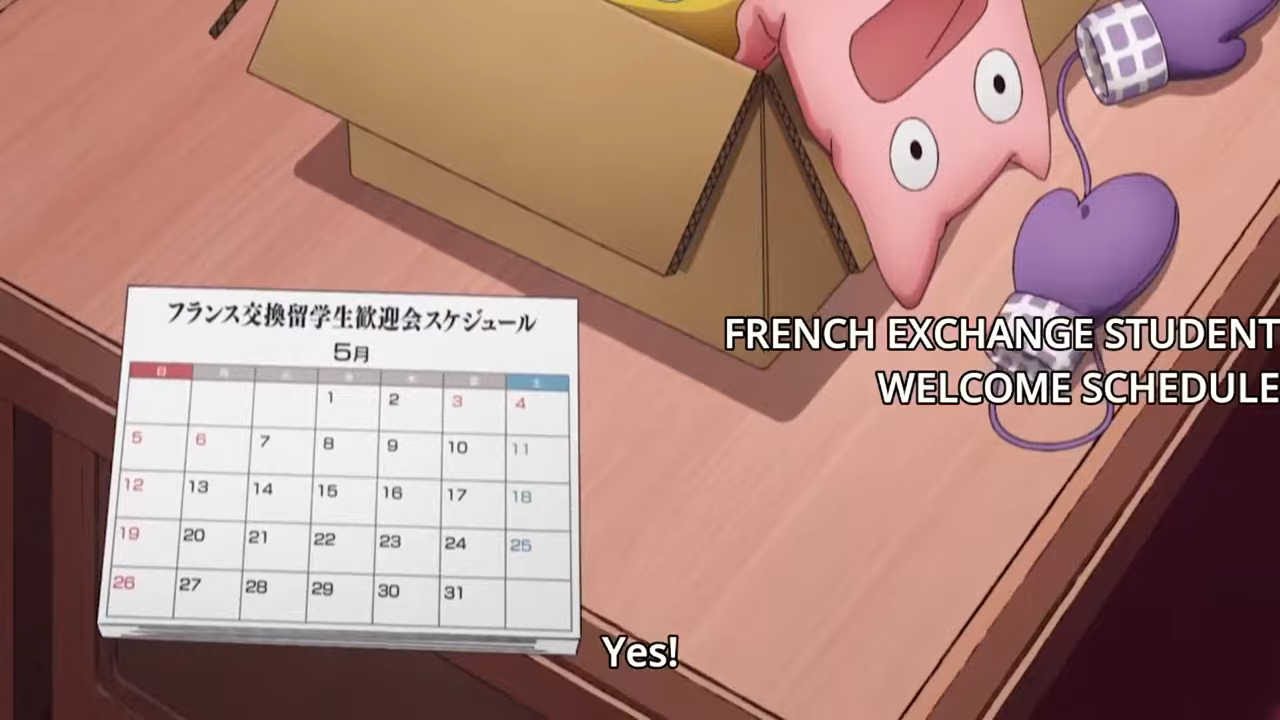 フランス交換留学生歓迎会スケジュール
5月
日 土
1 2 3 4
5 6 7 8 9 10 11
12 13 14 15 16 17 18
19 20 21 22 23 24 25
26 27 28 29 30 31
FRENCH EXCHANGE STUDENT
WELCOME SCHEDULE
Yes!